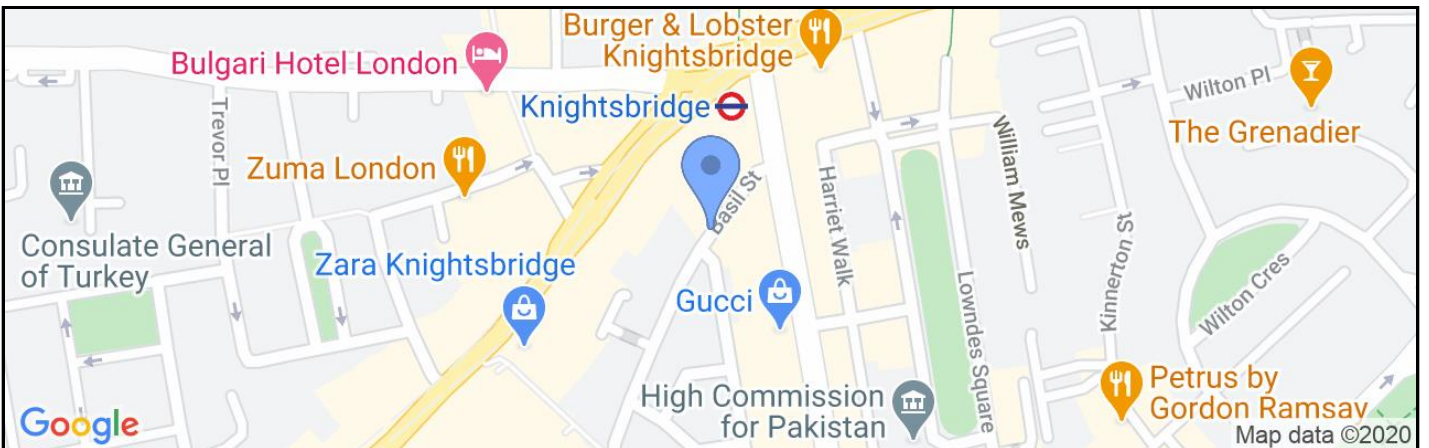 Burger & Lobster
Knightsbridge
Bulgari Hotel London
Knightsbridge
Wilton Pl
The Grenadier
Trevor Pl
Zuma London
Basil St
Harriet Walk
William Mews
Consulate General
of Turkey
Zara Knightsbridge
Gucci
Lowndes Square
Kinnerton St
Wilton Cres
High Commission
for Pakistan
Petrus by
Gordon Ramsay
Google
Map data ©2020